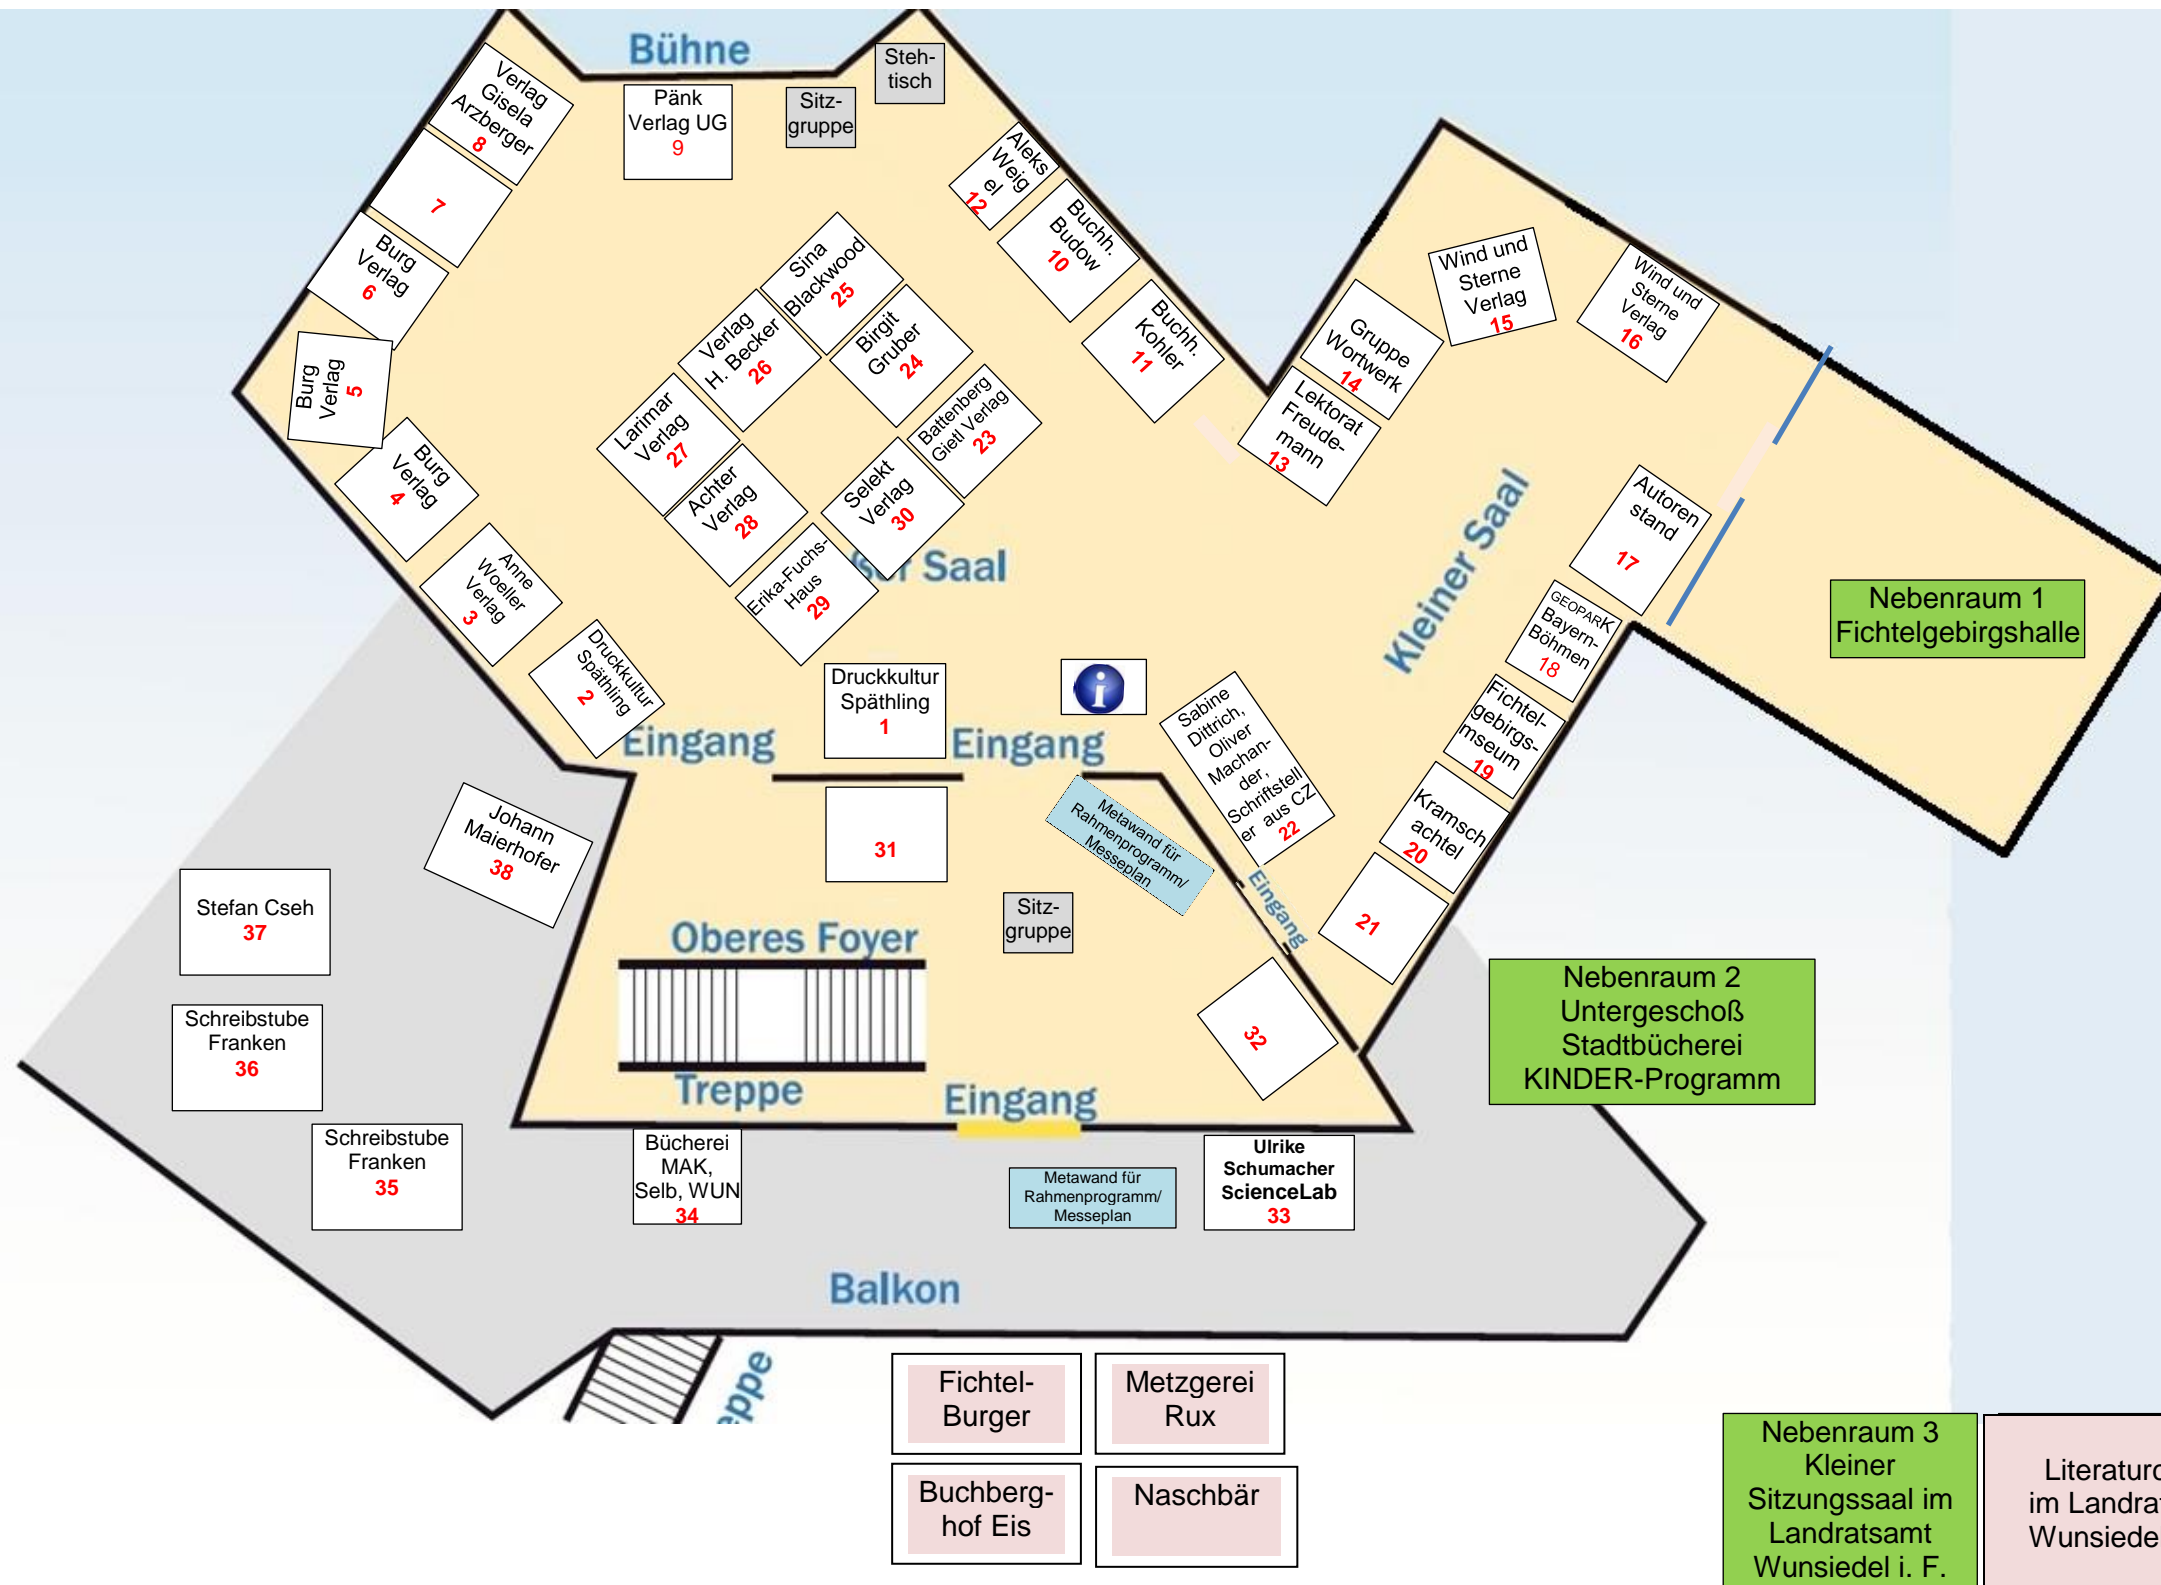 Bühne
Steh-
tisch
Sitz-
gruppe
Verlag
Gisela
Arzberger
8
Pänk
Verlag UG
9
7
Burg
Verlag
6
Burg
Verlag
5
Burg
Verlag
4
Anne
Woeller
Verlag
3
Druckkultur
Späthling
2
Aleks
Weig
el
12
Buchh.
Budow
10
Buchh.
Kohler
11
Sina
Blackwood
25
Verlag
H. Becker
26
Birgit
Gruber
24
Larimar
Verlag
27
Battenberg
Gietl Verlag
23
Achter
Verlag
28
Selekt
Verlag
30
Erika-Fuchs-
Haus
29
Saal
Wind und
Sterne
Verlag
15
Wind und
Sterne
Verlag
16
Gruppe
Wortwerk
14
Lektorat
Freude-
mann
13
Kleiner Saal
Autoren
stand
17
GEOPARK
Bayern-
Böhmen
18
Fichtel-
gebirgs-
mseum
19
Kramsch
achtel
20
21
Nebenraum 1
Fichtelgebirgshalle
Druckkultur
Späthling
1
i
Eingang
Eingang
Sabine
Dittrich,
Oliver
Machan-
der,
Schriftstell
er aus CZ
22
Metawand für
Rahmenprogramm/
Messeplan
Eingang
31
Johann
Maierhofer
38
Stefan Cseh
37
Sitz-
gruppe
Oberes Foyer
Treppe
Eingang
32
Nebenraum 2
Untergeschoß
Stadtbücherei
KINDER-Programm
Schreibstube
Franken
36
Schreibstube
Franken
35
Bücherei
MAK,
Selb, WUN
34
Metawand für
Rahmenprogramm/
Messeplan
Ulrike
Schumacher
ScienceLab
33
Balkon
eppe
Fichtel-
Burger
Metzgerei
Rux
Buchberg-
hof Eis
Naschbär
Nebenraum 3
Kleiner
Sitzungssaal im
Landratsamt
Wunsiedel i. F.
im